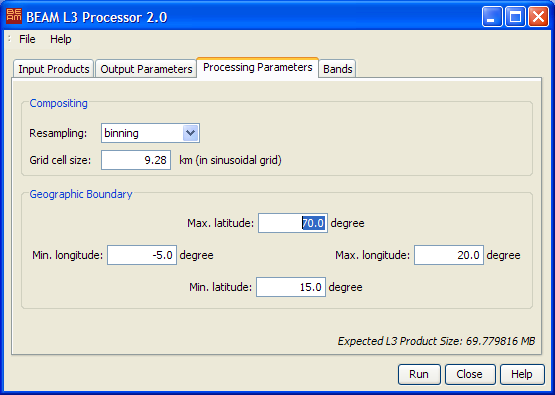 BEAM L3 Processor 2.0
File Help
Input Products Output Parameters Processing Parameters Bands
Compositing
Resampling: binning
Grid cell size: 9.28 km (in sinusoidal grid)
Geographic Boundary
Max. latitude: 70.0 degree
Min. longitude: -5.0 degree Max. longitude: 20.0 degree
Min. latitude: 15.0 degree
Expected L3 Product Size: 69.779816 MB
Run Close Help